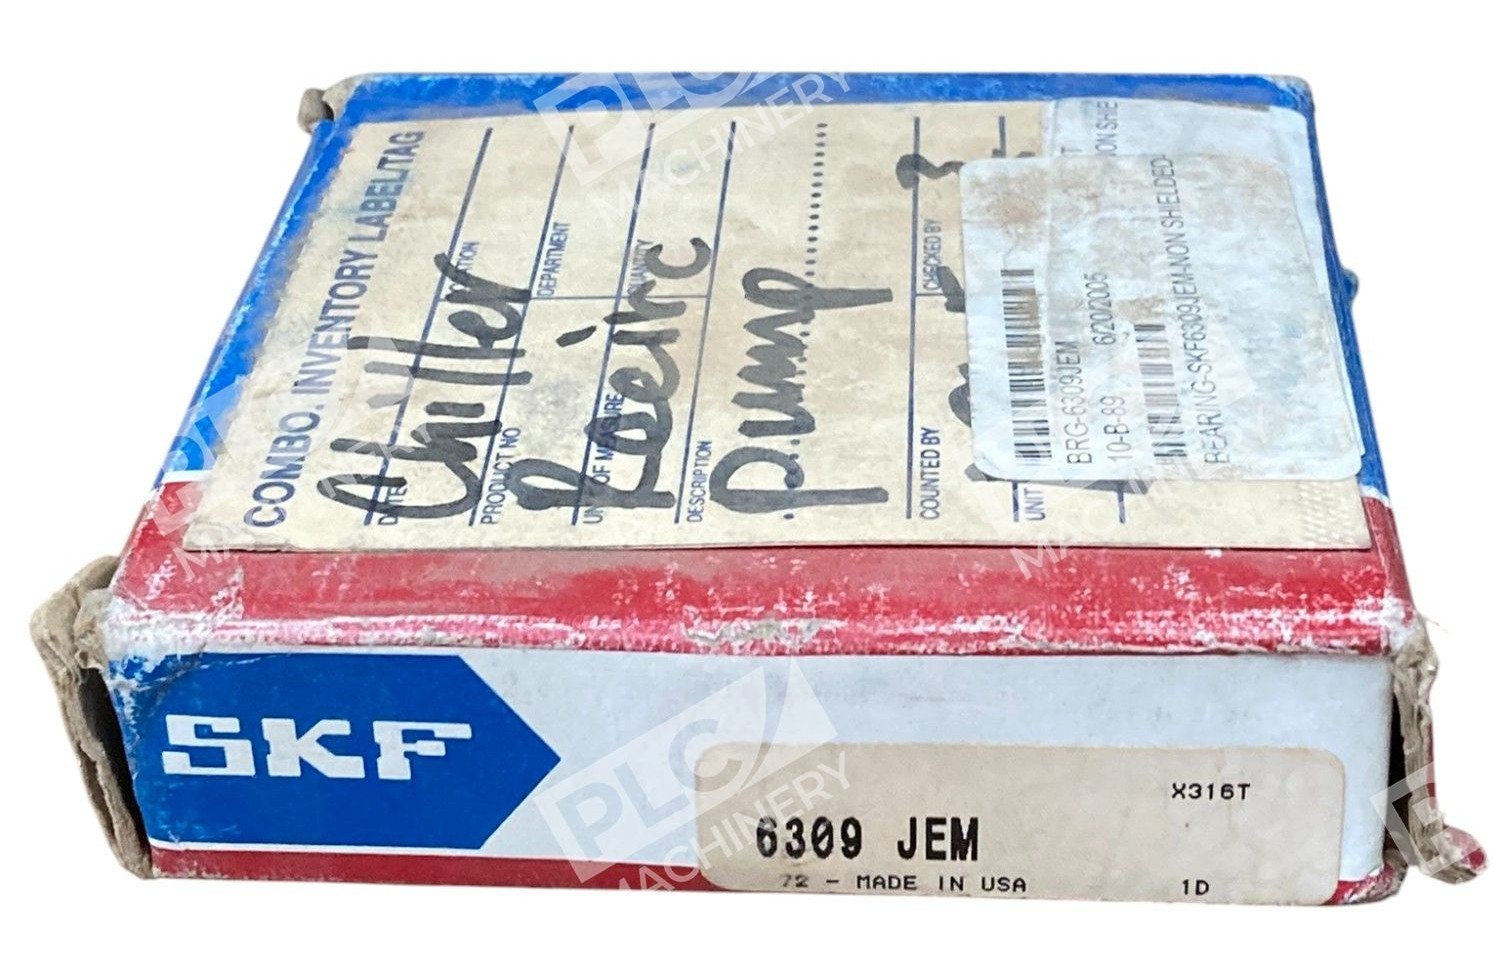 COMBO. INVENTORY LABEL/TAG
Chiller
DATE
PRODUCT NO
DEPARTMENT
Recirc
UNIT OF MEASURE
QUANTITY
pump
DESCRIPTION
3
COUNTED BY
CHECKED BY
UNIT
BRG-6309JEM
10-B-89 6/20/2005
BEARING-SKF6309JEM-NON SHIELDED-
SKF
X316T
6309 JEM
72 - MADE IN USA
1D
PLC
MACHINERY